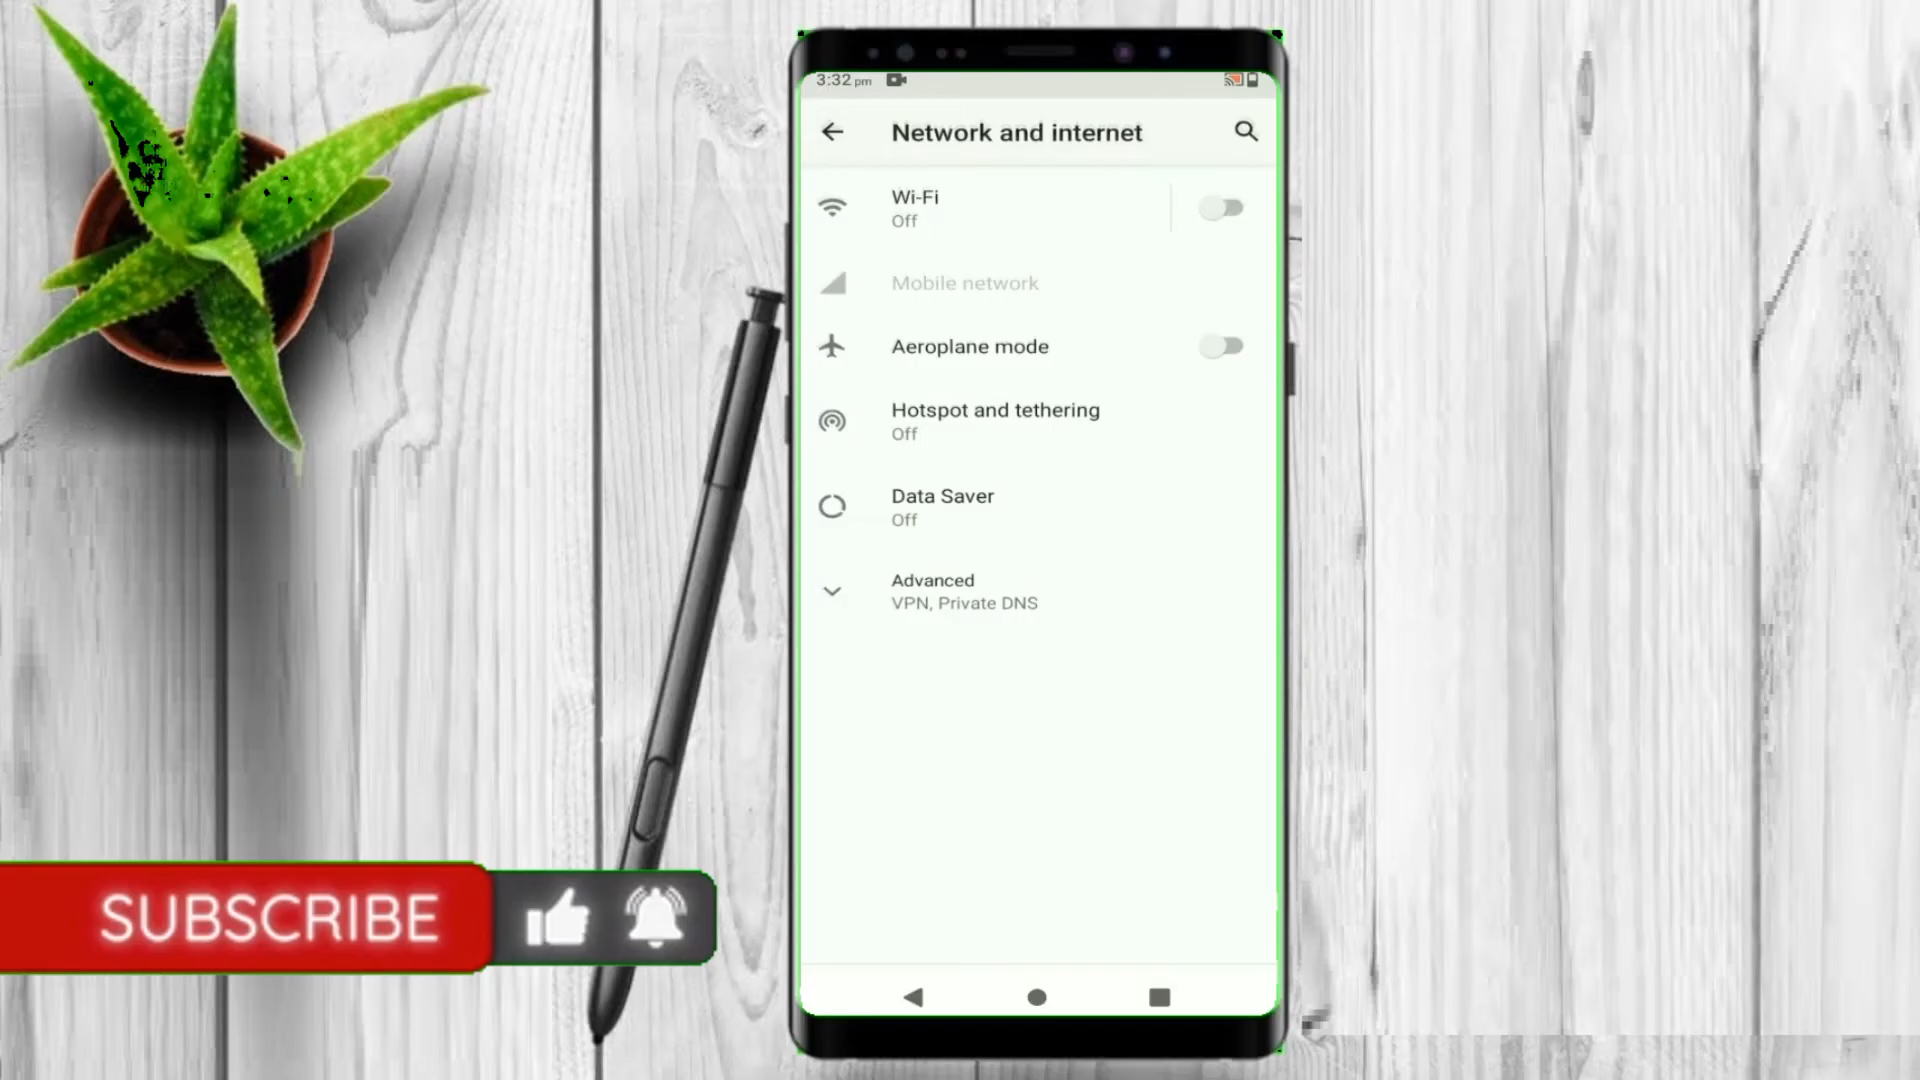 3:32 pm
Network and internet
Wi-Fi
Off
Mobile network
Aeroplane mode
Hotspot and tethering
Off
Data Saver
Off
Advanced
VPN, Private DNS
SUBSCRIBE